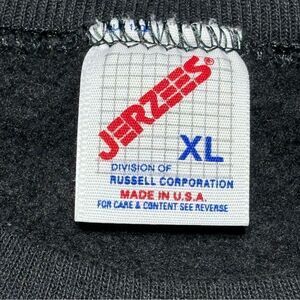 JERZEES®
XL
DIVISION OF
RUSSELL CORPORATION
MADE IN U.S.A.
FOR CARE & CONTENT SEE REVERSE